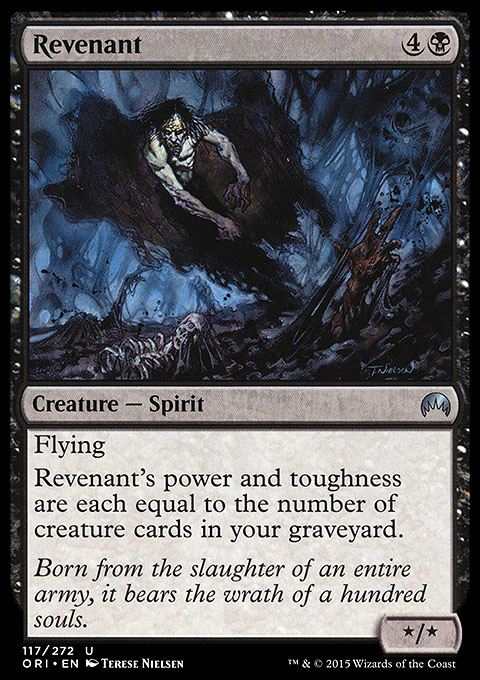 Revenant 4
T. NIELSEN
Creature — Spirit
Flying
Revenant's power and toughness
are each equal to the number of
creature cards in your graveyard.
Born from the slaughter of an entire
army, it bears the wrath of a hundred
souls.
*/*
117/272 U
ORI • EN TERESE NIELSEN
™ & © 2015 Wizards of the Coast